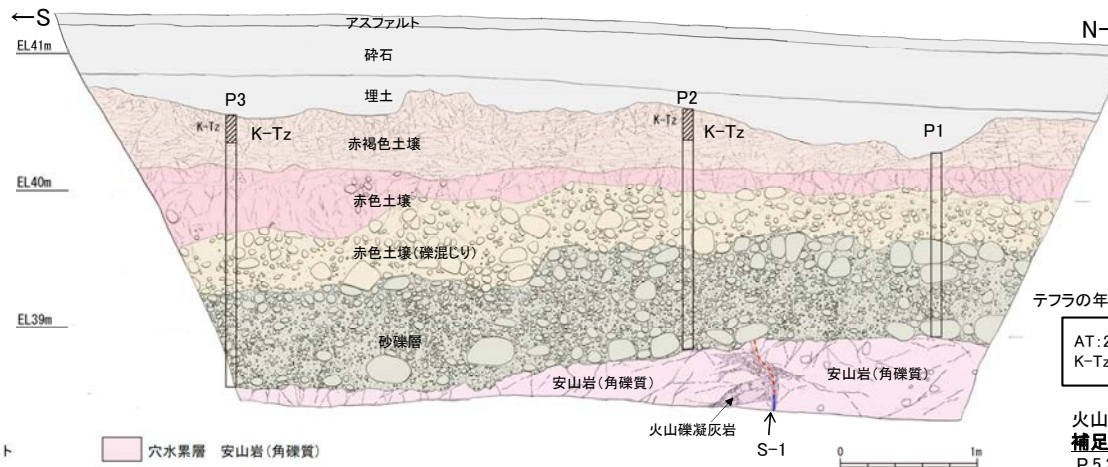 ←S
アスファルト
N-
EL41m
砕石
埋土
P3
P2
K-Tz
K-Tz
K-Tz
K-Tz
P1
赤褐色土壌
EL40m
赤色土壌
赤色土壌(礫混じり)
テフラの年
EL39m
砂礫層
AT:2
K-Tz
安山岩(角礫質)
安山岩(角礫質)
火山礫凝灰岩
S-1
火山
補足
ト
穴水累層 安山岩(角礫質)
0
1m